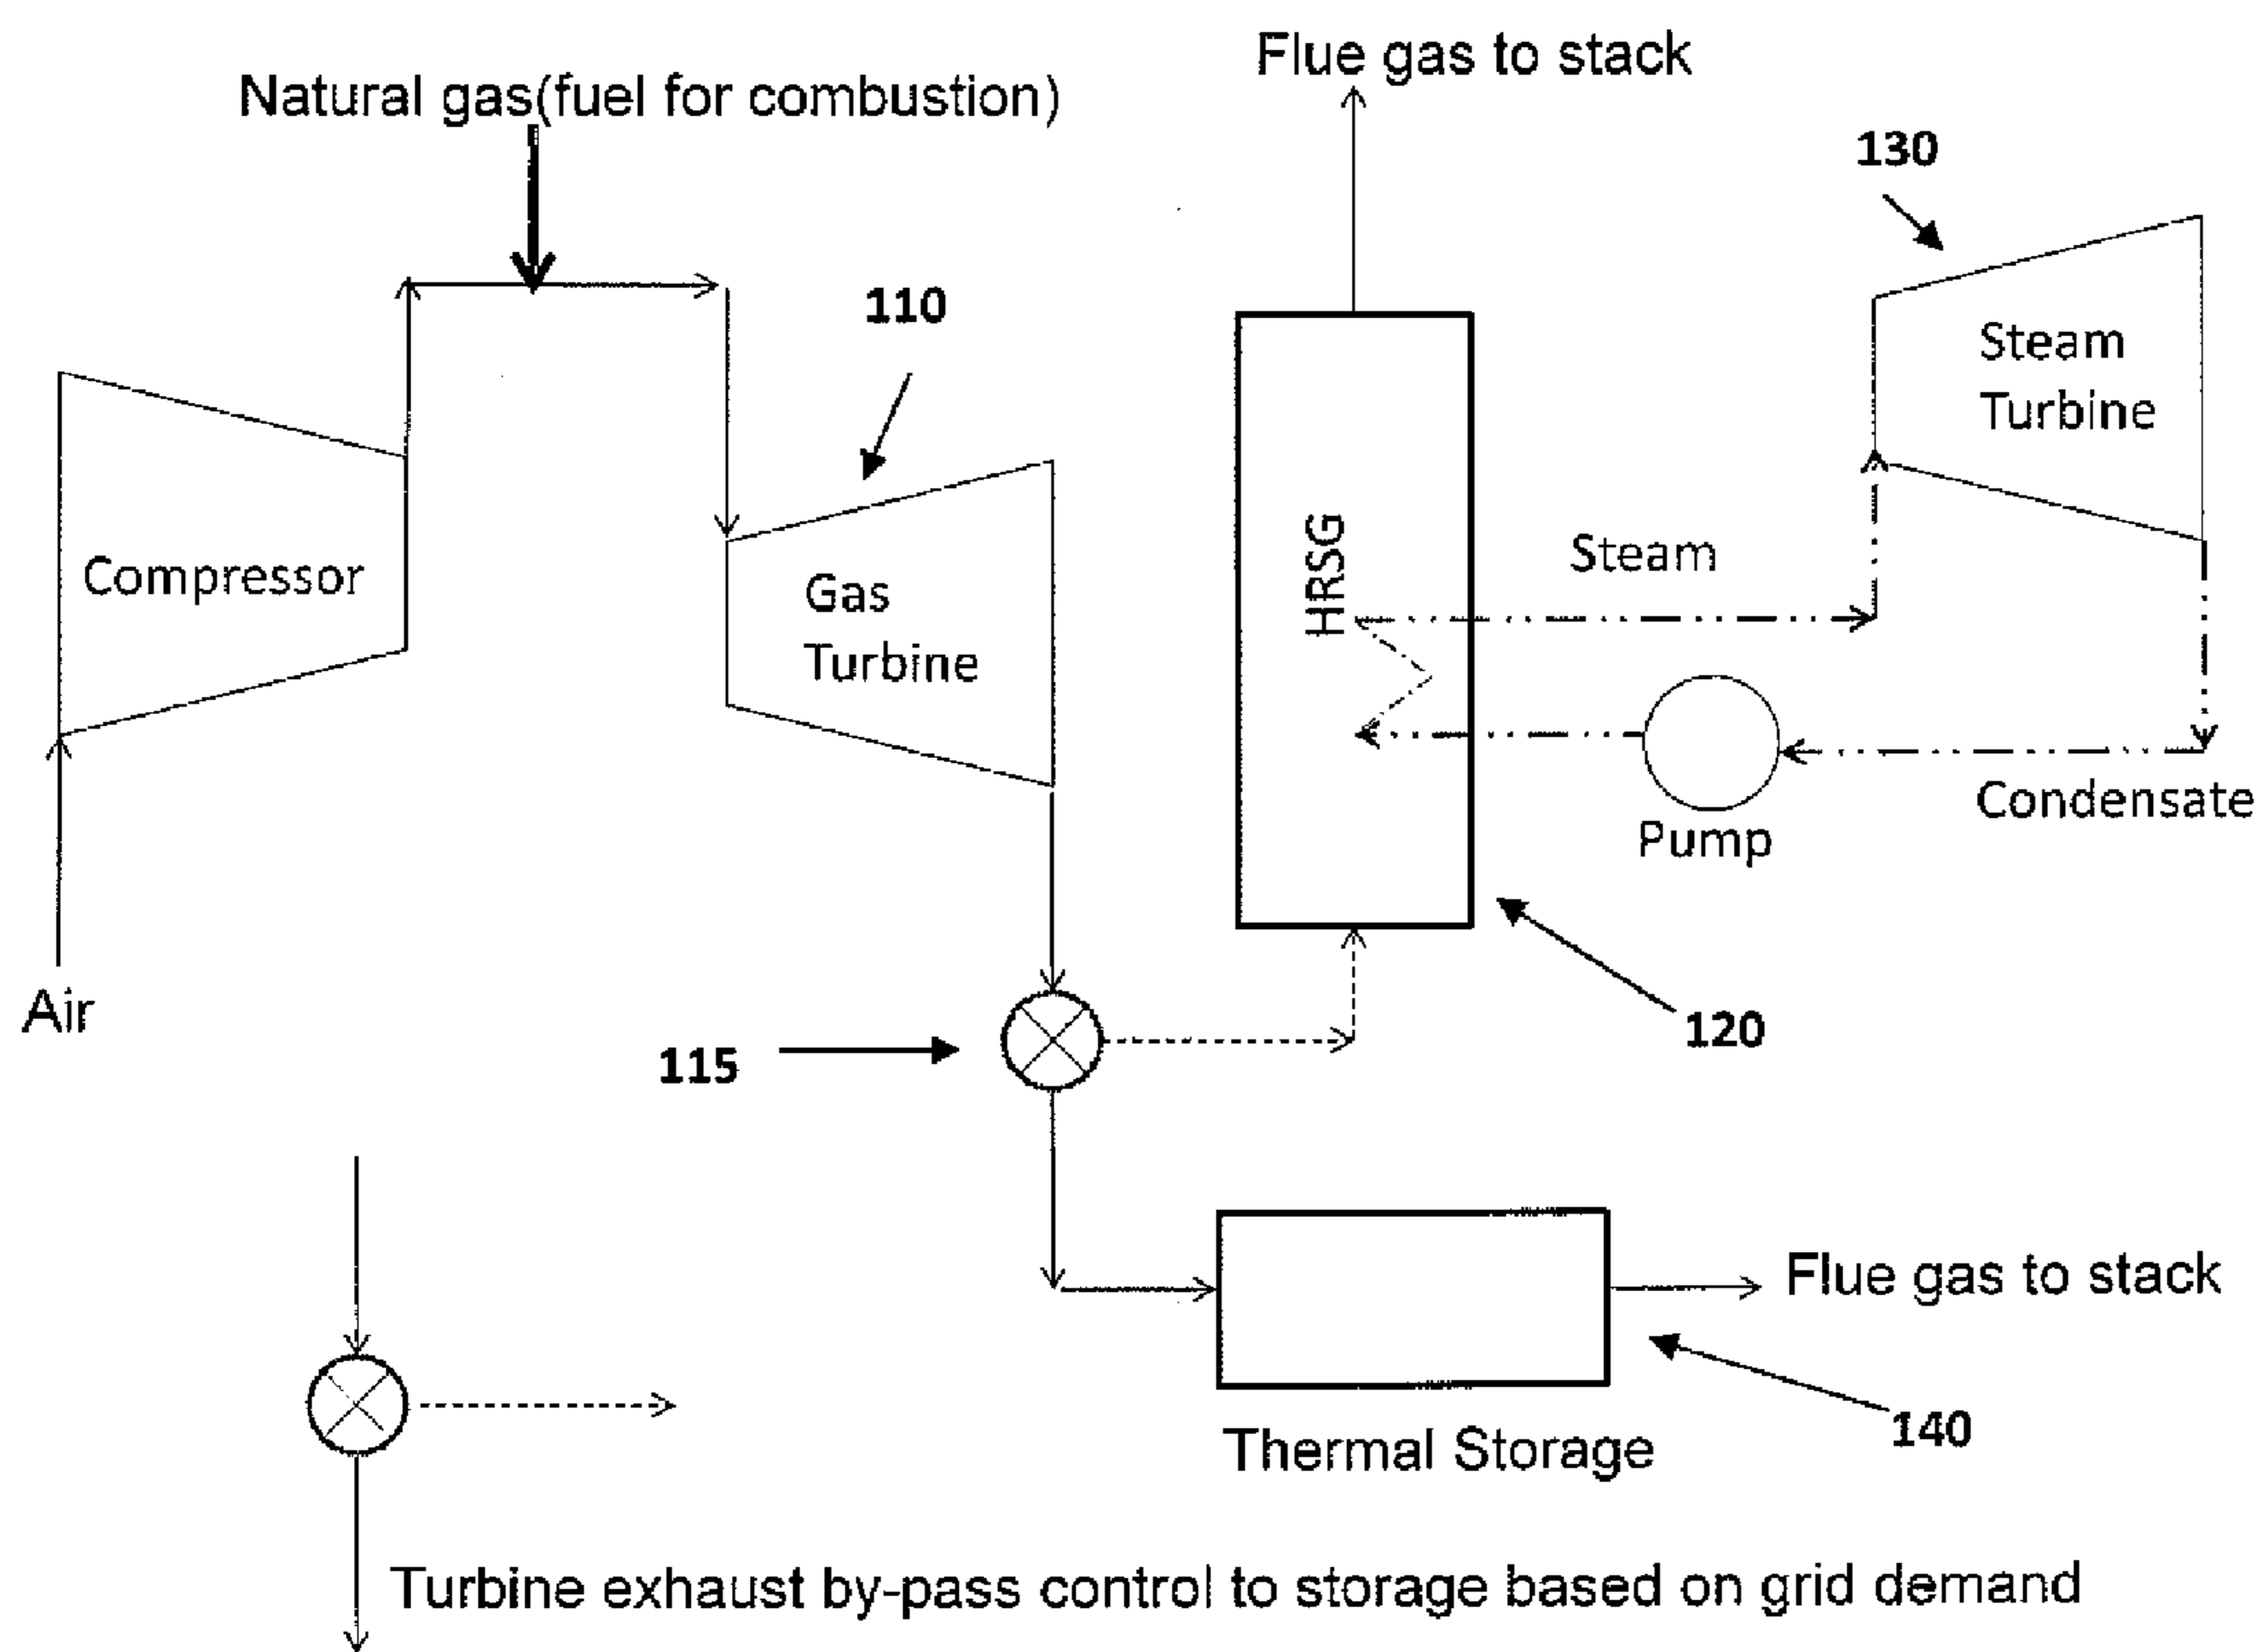 Flue gas to stack
Natural gas(fuel for combustion)
130
110
Steam
Turbine
Compressor
Gas
Turbine
HRSG
Steam
Pump
Condensate
Air
115
120
Flue gas to stack
140
Thermal Storage
Turbine exhaust by-pass control to storage based on grid demand